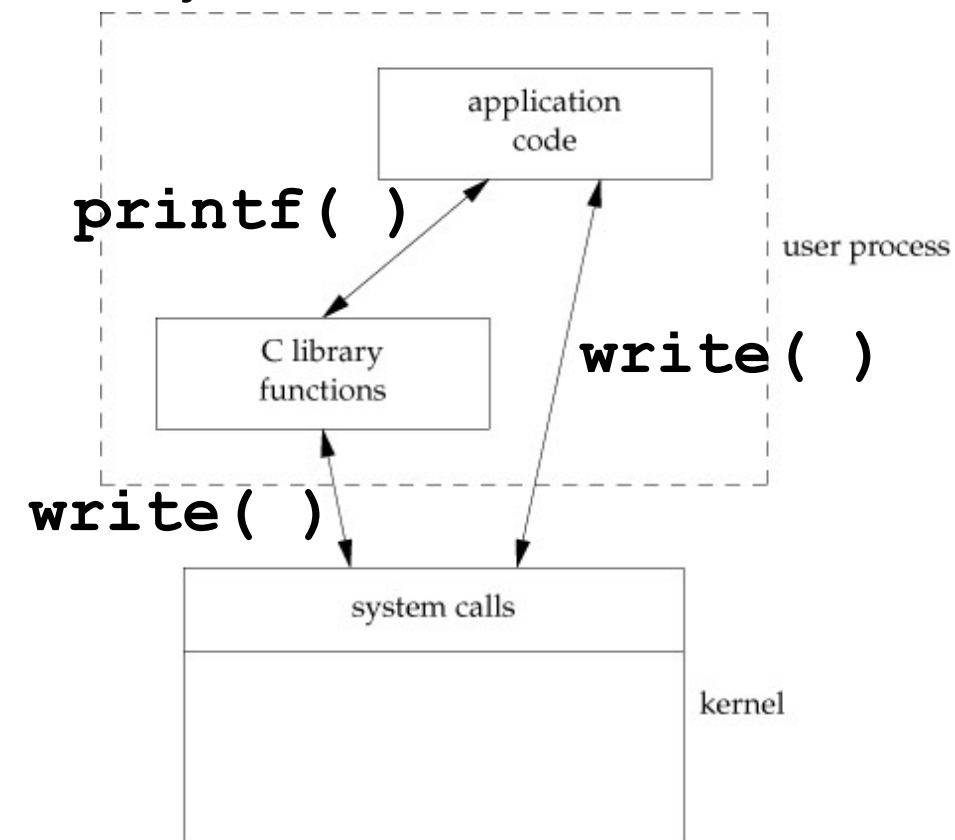 application
code
printf( )
user process
C library
functions
write( )
write( )
system calls
kernel